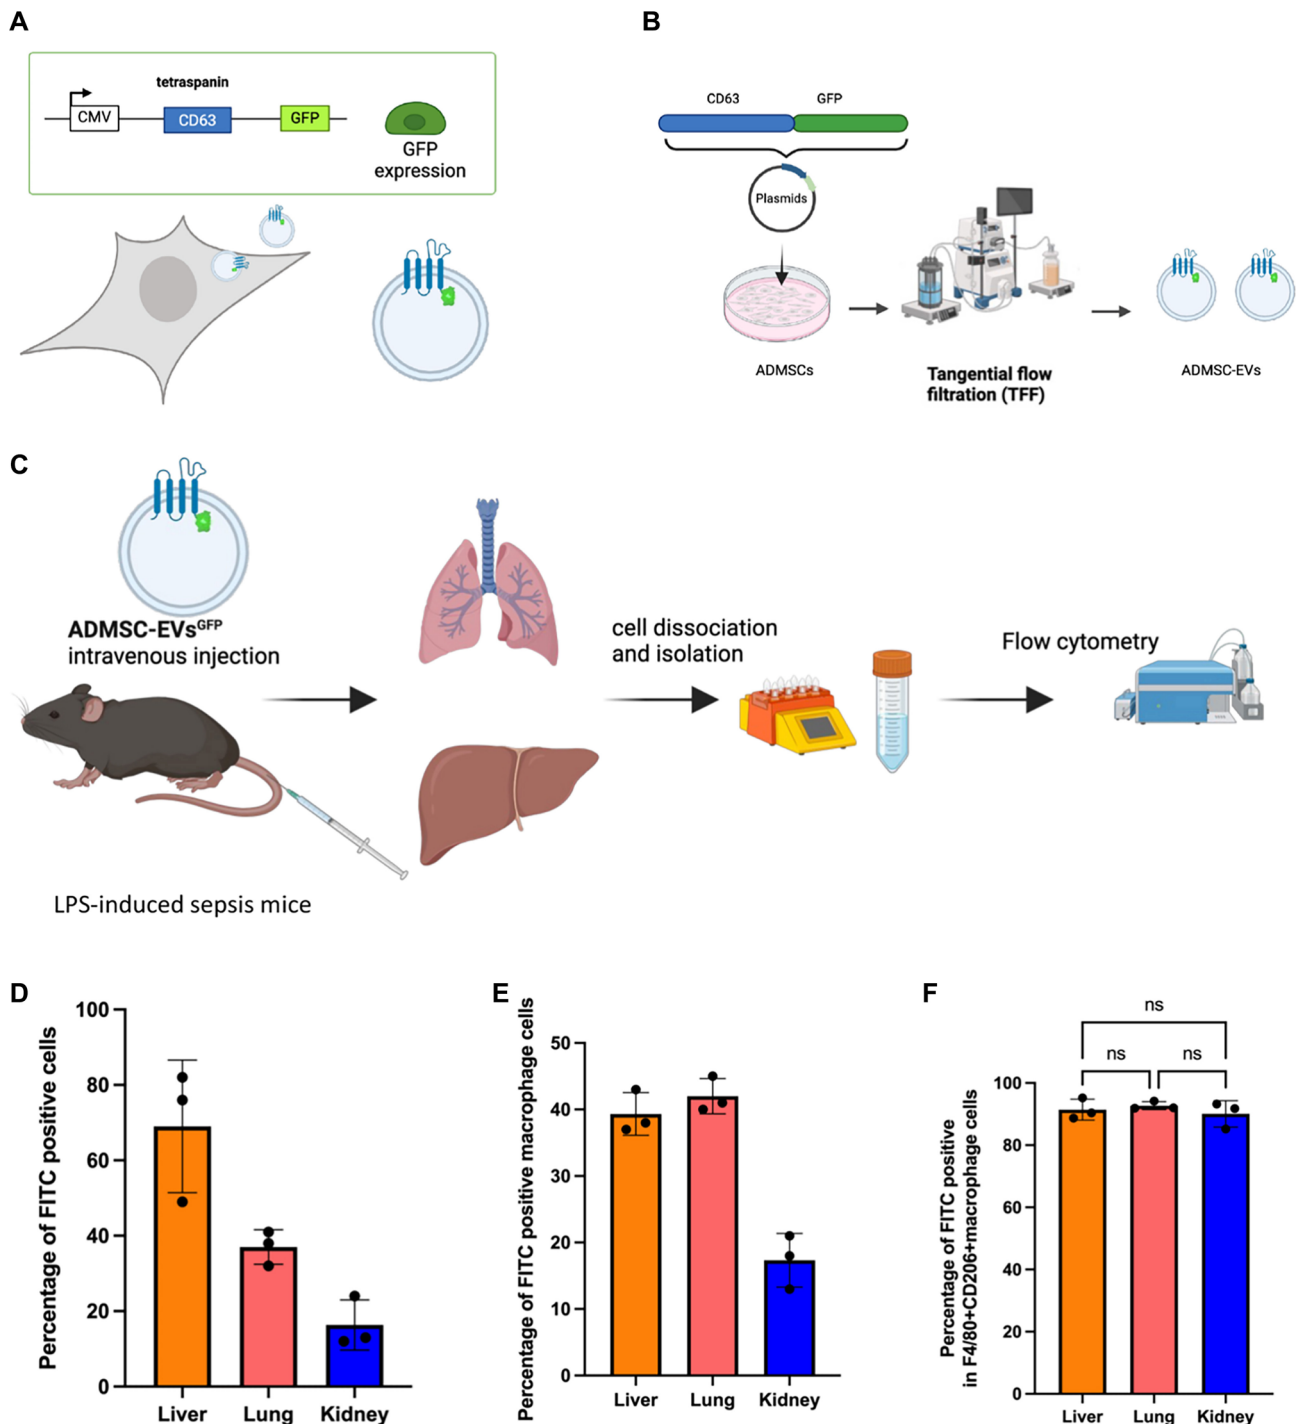 A
tetraspanin
CMV
CD63
GFP
GFP
expression
B
CD63
GFP
Plasmids
ADMSCs
Tangential flow
filtration (TFF)
ADMSC-EVs
C
ADMSC-EVsGFP
intravenous injection
LPS-induced sepsis mice
cell dissociation
and isolation
Flow cytometry
D
Percentage of FITC positive cells
100
80
60
40
20
0
Liver
Lung
Kidney
E
Percentage of FITC positive macrophage cells
50
40
30
20
10
0
Liver
Lung
Kidney
F
ns
ns
ns
Percentage of FITC positive
in F4/80+CD206+macrophage cells
100
80
60
40
20
0
Liver
Lung
Kidney